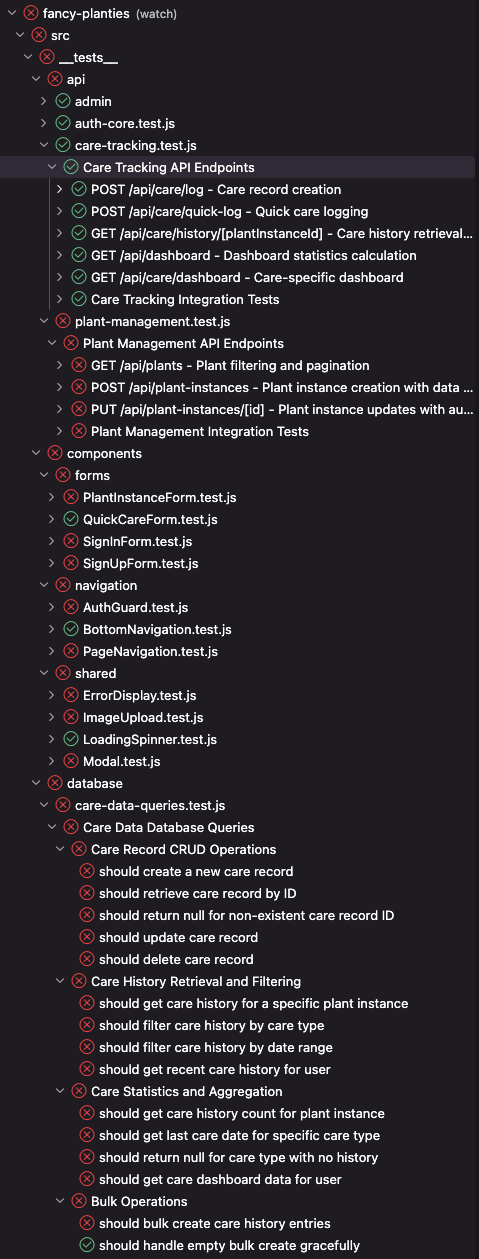 fancy-planties (watch)
src
__tests__
api
admin
auth-core.test.js
care-tracking.test.js
Care Tracking API Endpoints
POST /api/care/log - Care record creation
POST /api/care/quick-log - Quick care logging
GET /api/care/history/[plantInstanceId] - Care history retrieval...
GET /api/dashboard - Dashboard statistics calculation
GET /api/care/dashboard - Care-specific dashboard
Care Tracking Integration Tests
plant-management.test.js
Plant Management API Endpoints
GET /api/plants - Plant filtering and pagination
POST /api/plant-instances - Plant instance creation with data ...
PUT /api/plant-instances/[id] - Plant instance updates with au...
Plant Management Integration Tests
components
forms
PlantInstanceForm.test.js
QuickCareForm.test.js
SignInForm.test.js
SignUpForm.test.js
navigation
AuthGuard.test.js
BottomNavigation.test.js
PageNavigation.test.js
shared
ErrorDisplay.test.js
ImageUpload.test.js
LoadingSpinner.test.js
Modal.test.js
database
care-data-queries.test.js
Care Data Database Queries
Care Record CRUD Operations
should create a new care record
should retrieve care record by ID
should return null for non-existent care record ID
should update care record
should delete care record
Care History Retrieval and Filtering
should get care history for a specific plant instance
should filter care history by care type
should filter care history by date range
should get recent care history for user
Care Statistics and Aggregation
should get care history count for plant instance
should get last care date for specific care type
should return null for care type with no history
should get care dashboard data for user
Bulk Operations
should bulk create care history entries
should handle empty bulk create gracefully